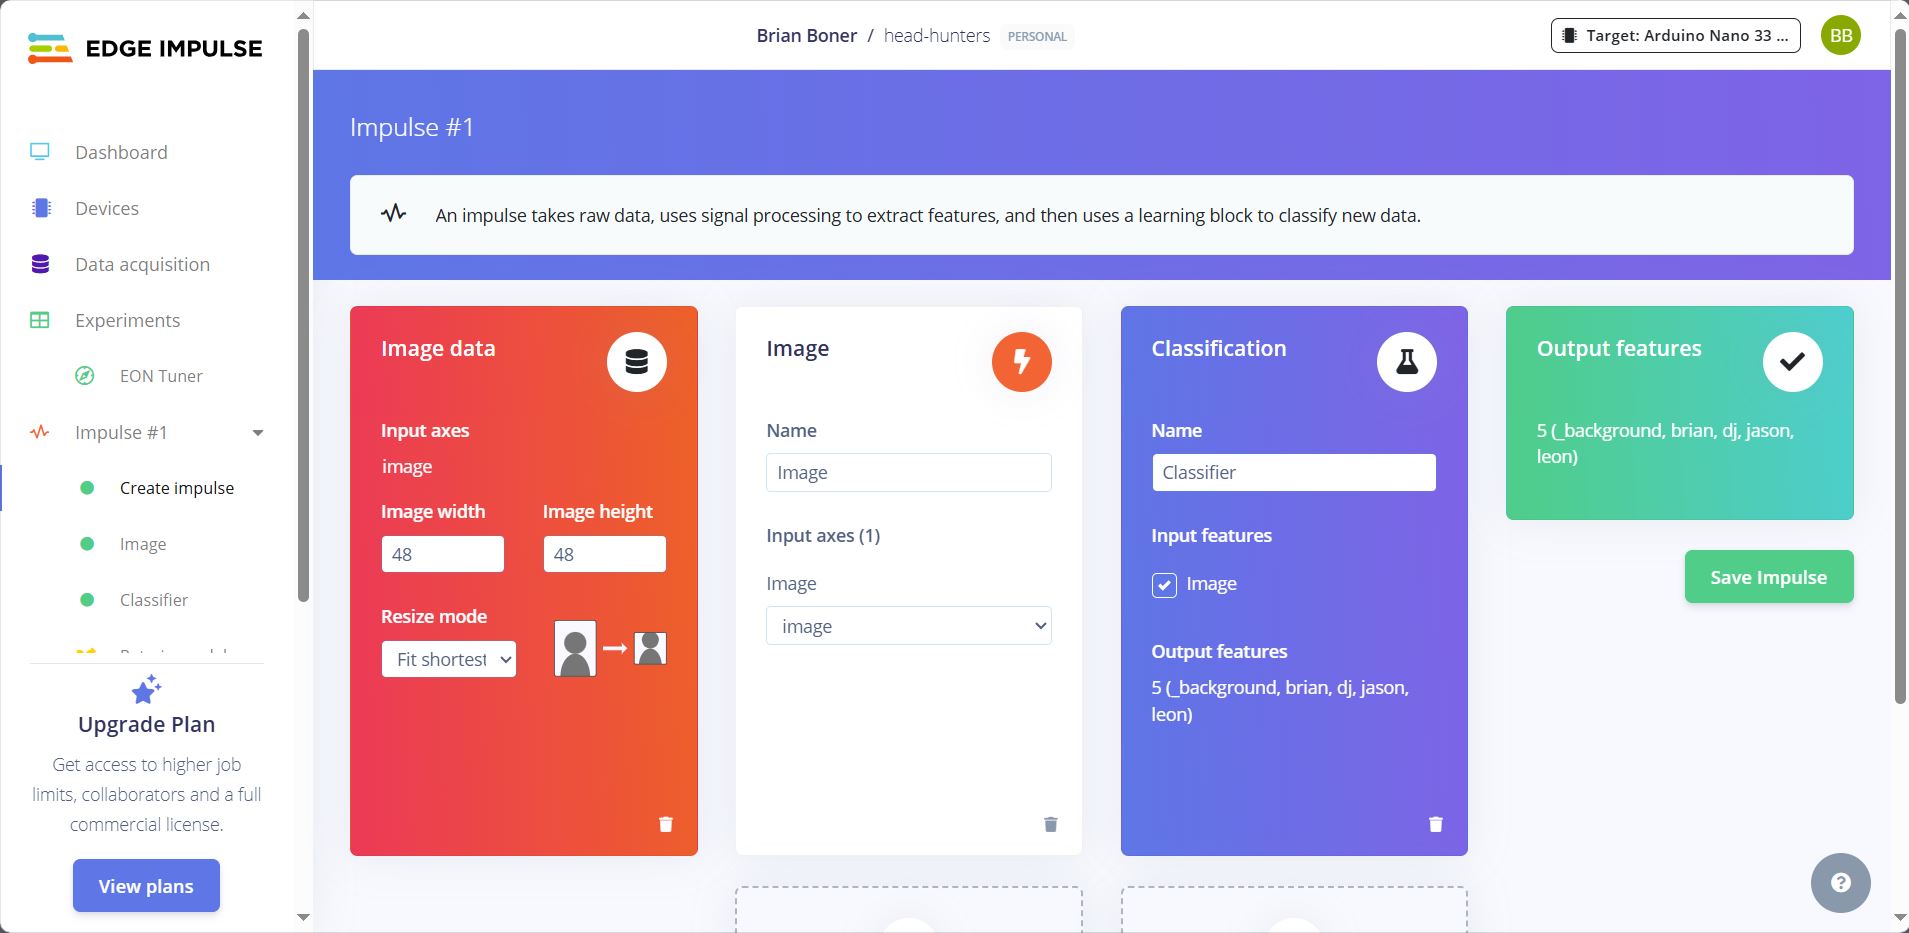 EDGE IMPULSE
Brian Boner / head-hunters PERSONAL
Target: Arduino Nano 33 ...
BB
Dashboard
Devices
Data acquisition
Experiments
EON Tuner
Impulse #1
Create impulse
Image
Classifier
Upgrade Plan
Get access to higher job
limits, collaborators and a full
commercial license.
View plans
Impulse #1
An impulse takes raw data, uses signal processing to extract features, and then uses a learning block to classify new data.
Image data
Input axes
image
Image width Image height
48 48
Resize mode
Fit shortest
Image
Name
Image
Input axes (1)
Image
image
Classification
Name
Classifier
Input features
Image
Output features
5 (_background, brian, dj, jason,
leon)
Output features
5 (_background, brian, dj, jason,
leon)
Save Impulse
?